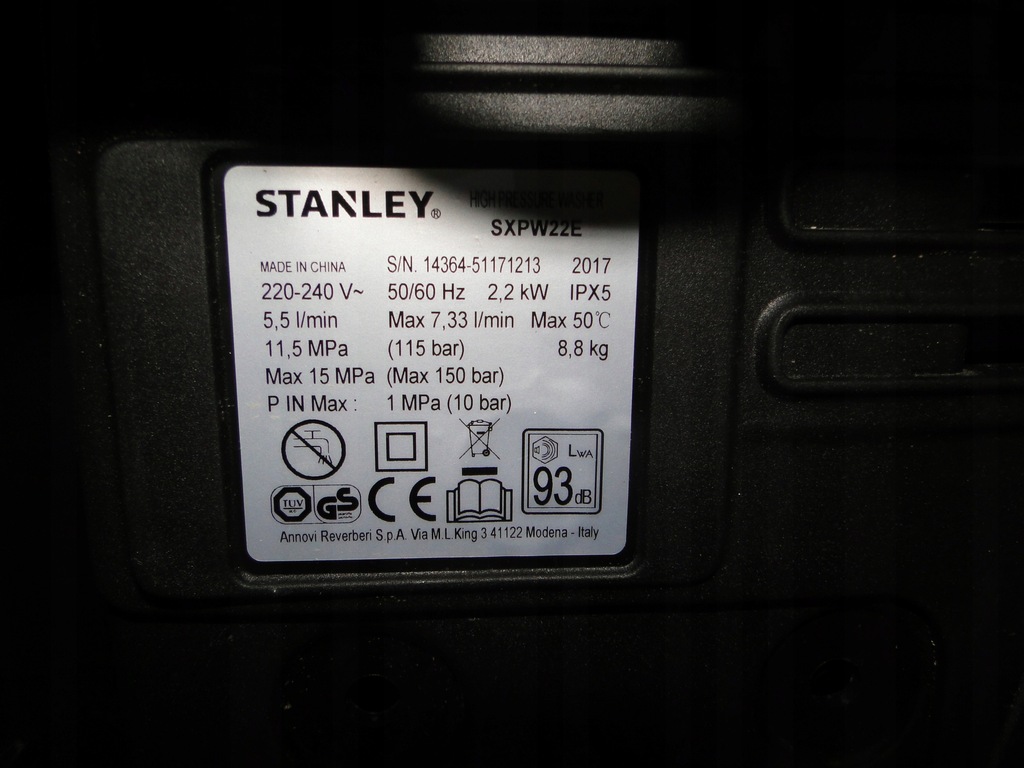 STANLEY®
HIGH PRESSURE WASHER
SXPW22E
MADE IN CHINA S/N. 14364-51171213 2017
220-240 V~ 50/60 Hz 2,2 kW IPX5
5,5 l/min Max 7,33 l/min Max 50℃
11,5 MPa (115 bar) 8,8 kg
Max 15 MPa (Max 150 bar)
P IN Max : 1 MPa (10 bar)
LWA
93 dB
TUV GS CE
Annovi Reverberi S.p.A. Via M.L.King 3 41122 Modena - Italy